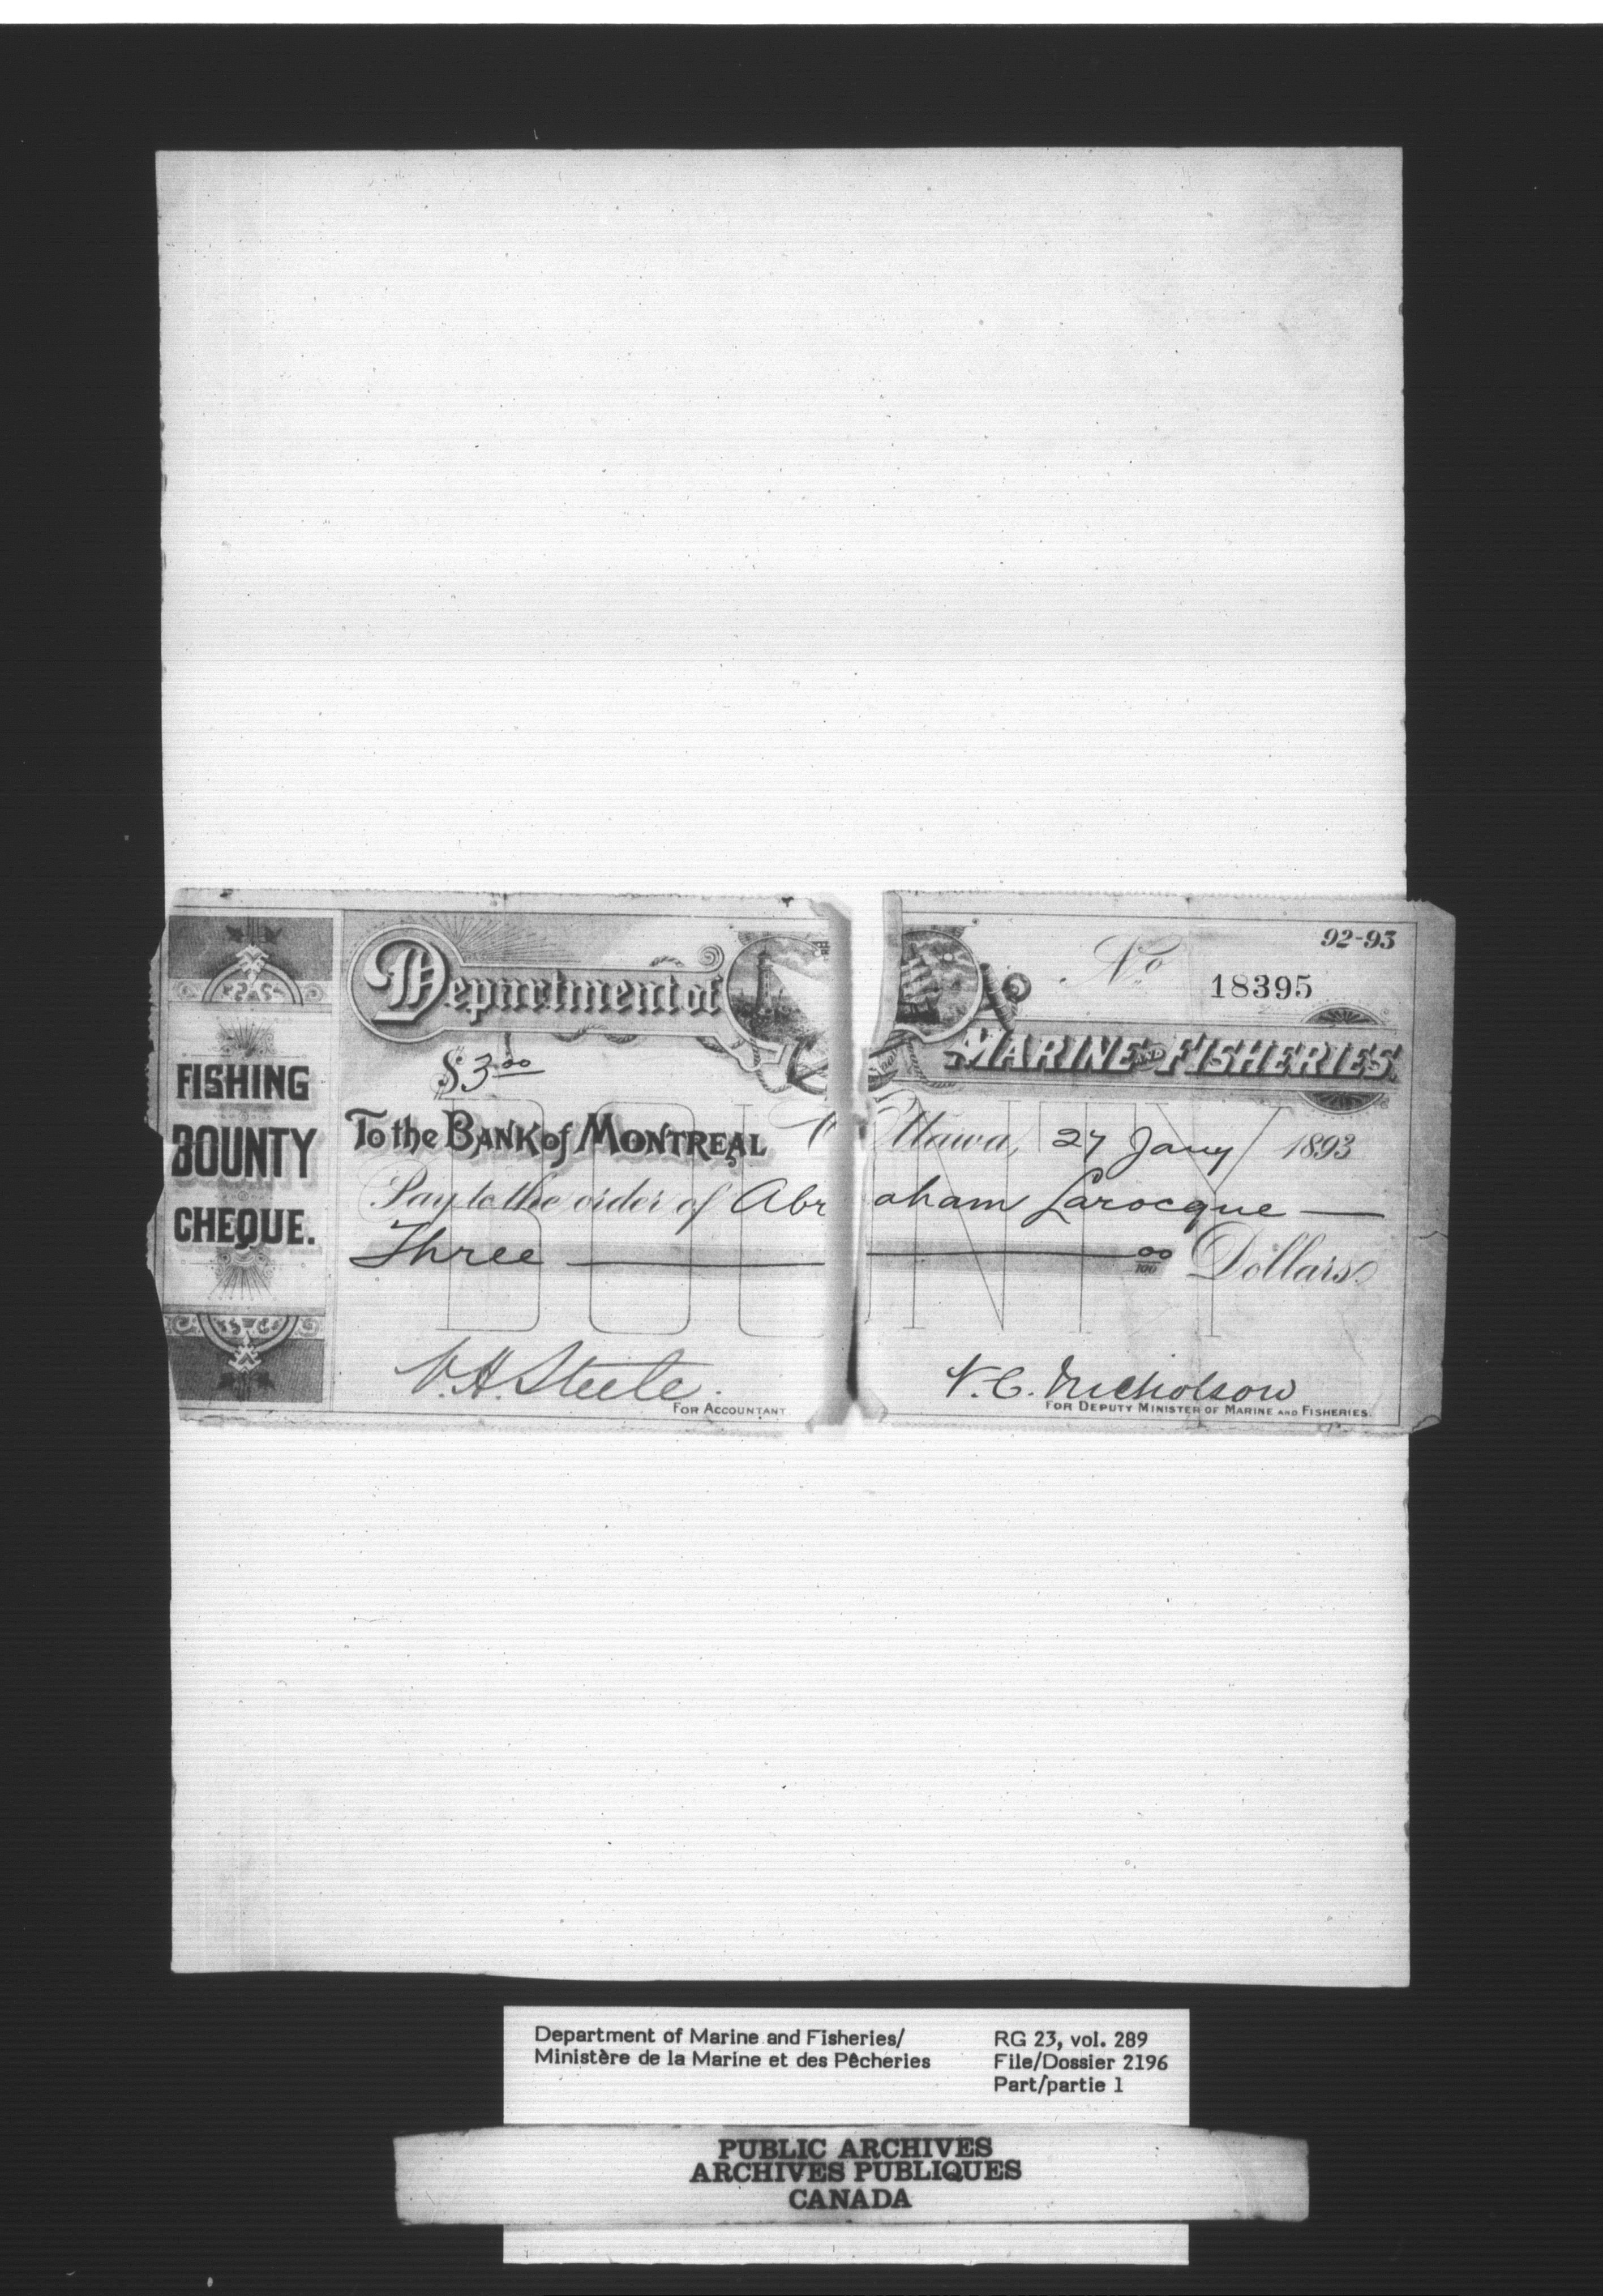 92-93
No 18395
Department of
MARINE AND FISHERIES.
$3 00
FISHING
BOUNTY
CHEQUE.
To the BANK of MONTREAL
Ottawa, 27 Jany 1893
Pay to the order of Abraham Larocque
Three 00/100 Dollars
BOUNTY
W.H. Steele.
FOR ACCOUNTANT
Nicholson
FOR DEPUTY MINISTER OF MARINE AND FISHERIES.
Department of Marine and Fisheries/
Ministère de la Marine et des Pêcheries
RG 23, vol. 289
File/Dossier 2196
Part/partie 1
PUBLIC ARCHIVES
ARCHIVES PUBLIQUES
CANADA